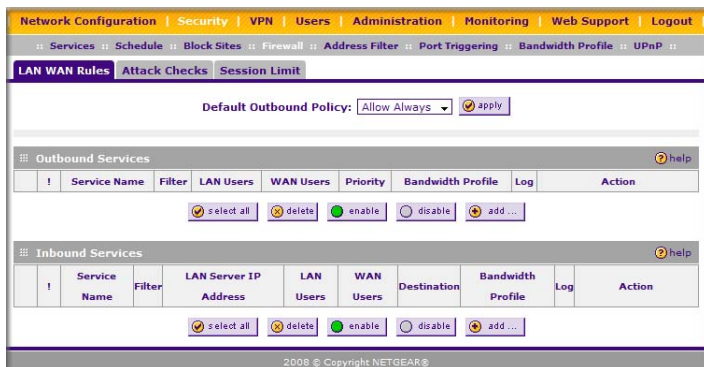 Network Configuration | Security | VPN | Users | Administration | Monitoring | Web Support | Logout
:: Services :: Schedule :: Block Sites :: Firewall :: Address Filter :: Port Triggering :: Bandwidth Profile :: UPnP ::
LAN WAN Rules Attack Checks Session Limit
Default Outbound Policy: Allow Always apply
Outbound Services ? help
! Service Name Filter LAN Users WAN Users Priority Bandwidth Profile Log Action
select all delete enable disable add ...
Inbound Services ? help
! Service Name Filter LAN Server IP Address LAN Users WAN Users Destination Bandwidth Profile Log Action
select all delete enable disable add ...
2008 © Copyright NETGEAR®